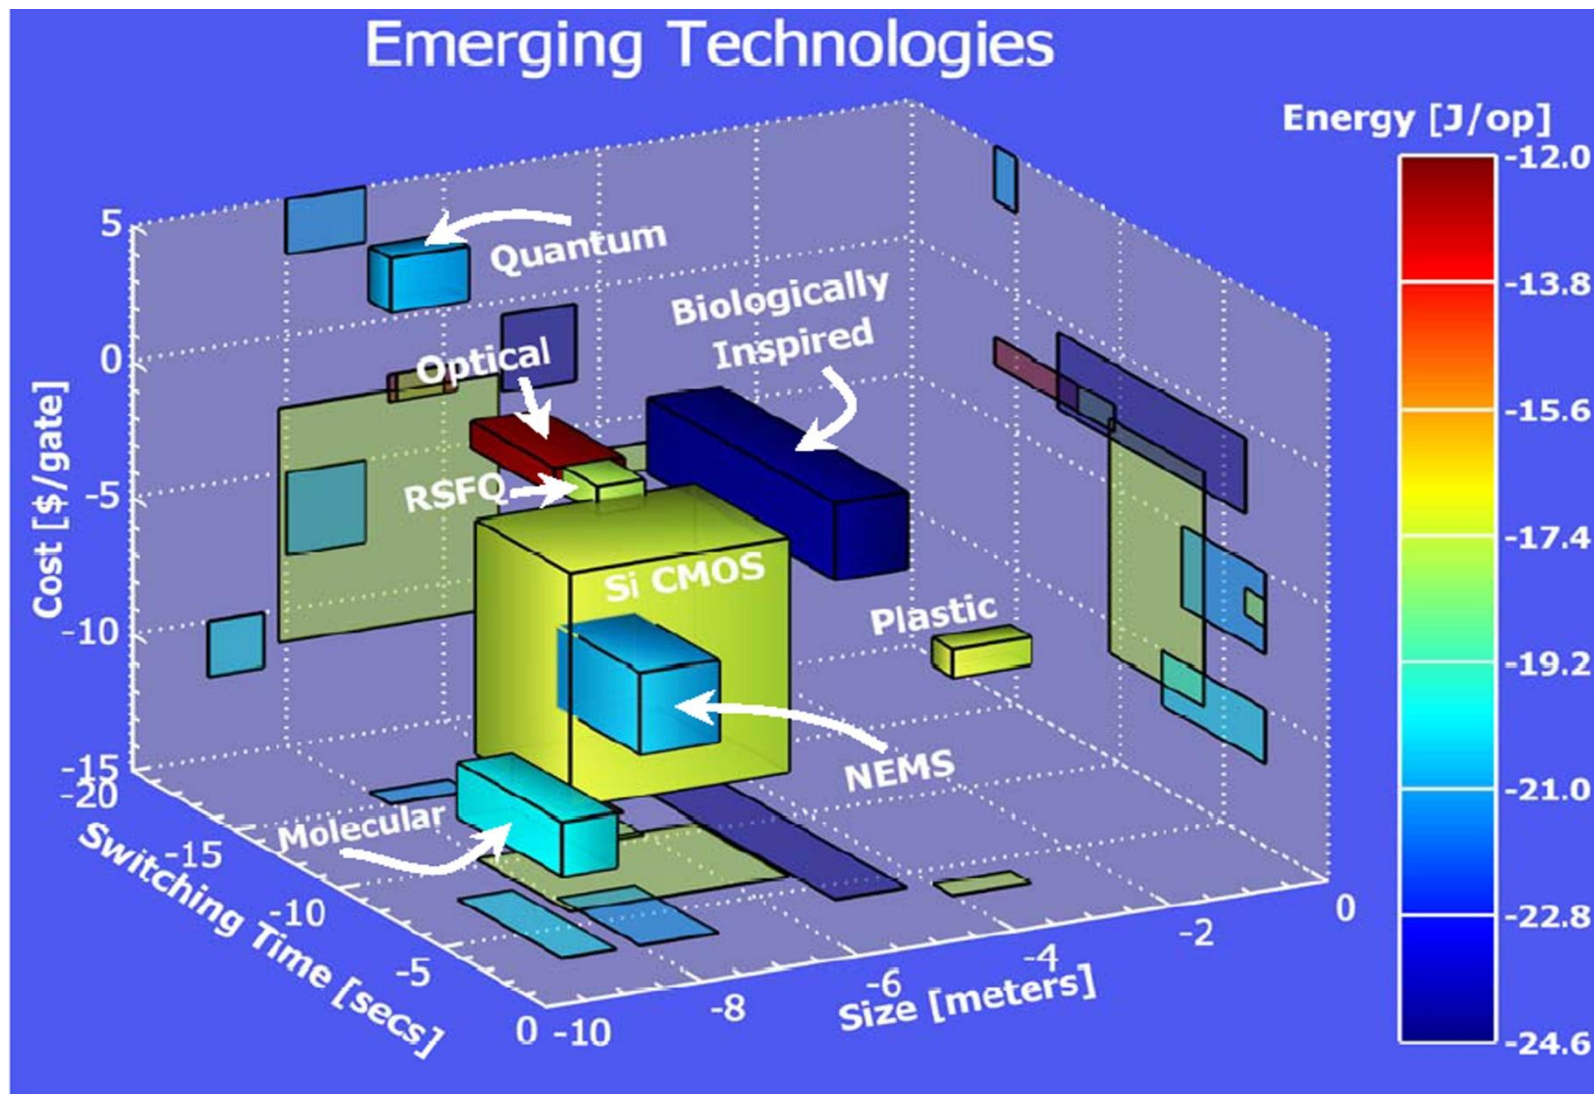 Emerging Technologies
Energy [J/op]
-12.0
-13.8
-15.6
-17.4
-19.2
-21.0
-22.8
-24.6
Quantum
Biologically
Inspired
Optical
RSFQ
Si CMOS
Plastic
NEMS
Molecular
Cost [$/gate]
5
0
-5
-10
-15
Switching Time [secs]
-20
-15
-10
-5
0
Size [meters]
-10
-8
-6
-4
-2
0